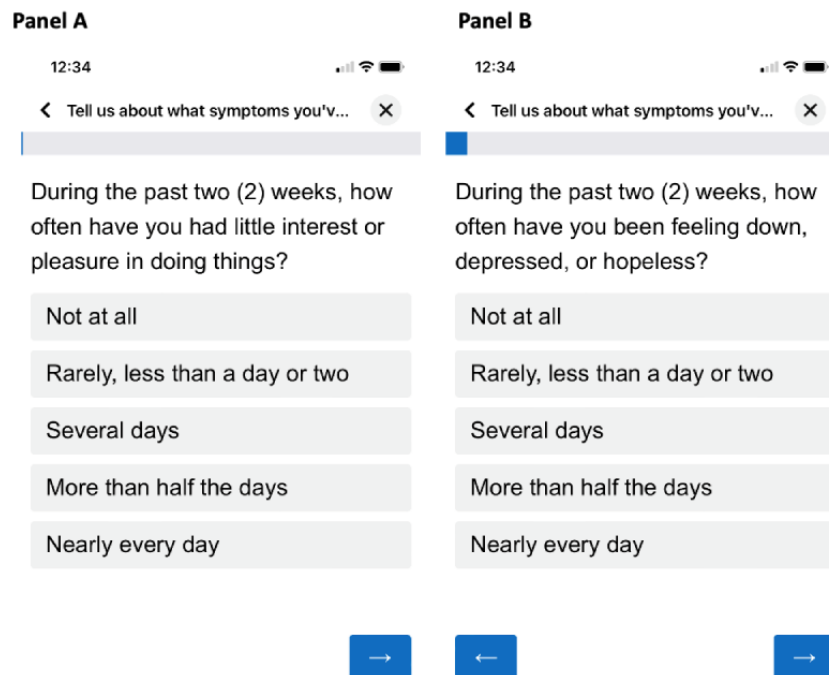 Panel A
12:34
Tell us about what symptoms you'v...
During the past two (2) weeks, how
often have you had little interest or
pleasure in doing things?
Not at all
Rarely, less than a day or two
Several days
More than half the days
Nearly every day
→
Panel B
12:34
Tell us about what symptoms you'v...
During the past two (2) weeks, how
often have you been feeling down,
depressed, or hopeless?
Not at all
Rarely, less than a day or two
Several days
More than half the days
Nearly every day
← →